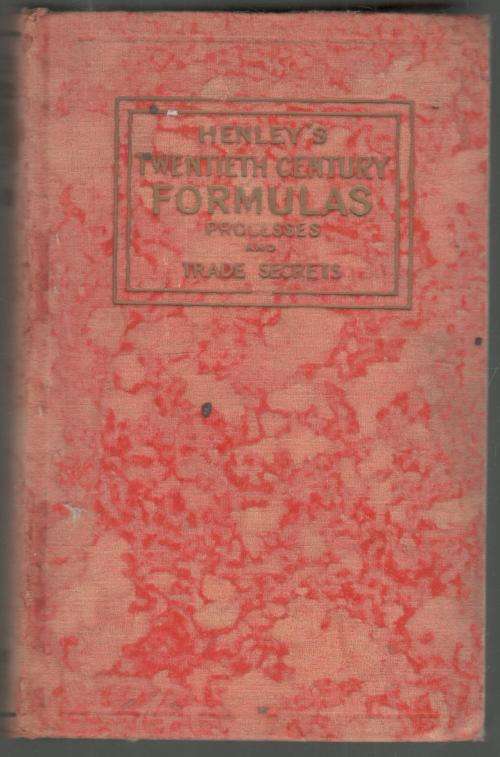 HENLEY'S
TWENTIETH CENTURY
FORMULAS
PROCESSES
AND
TRADE SECRETS